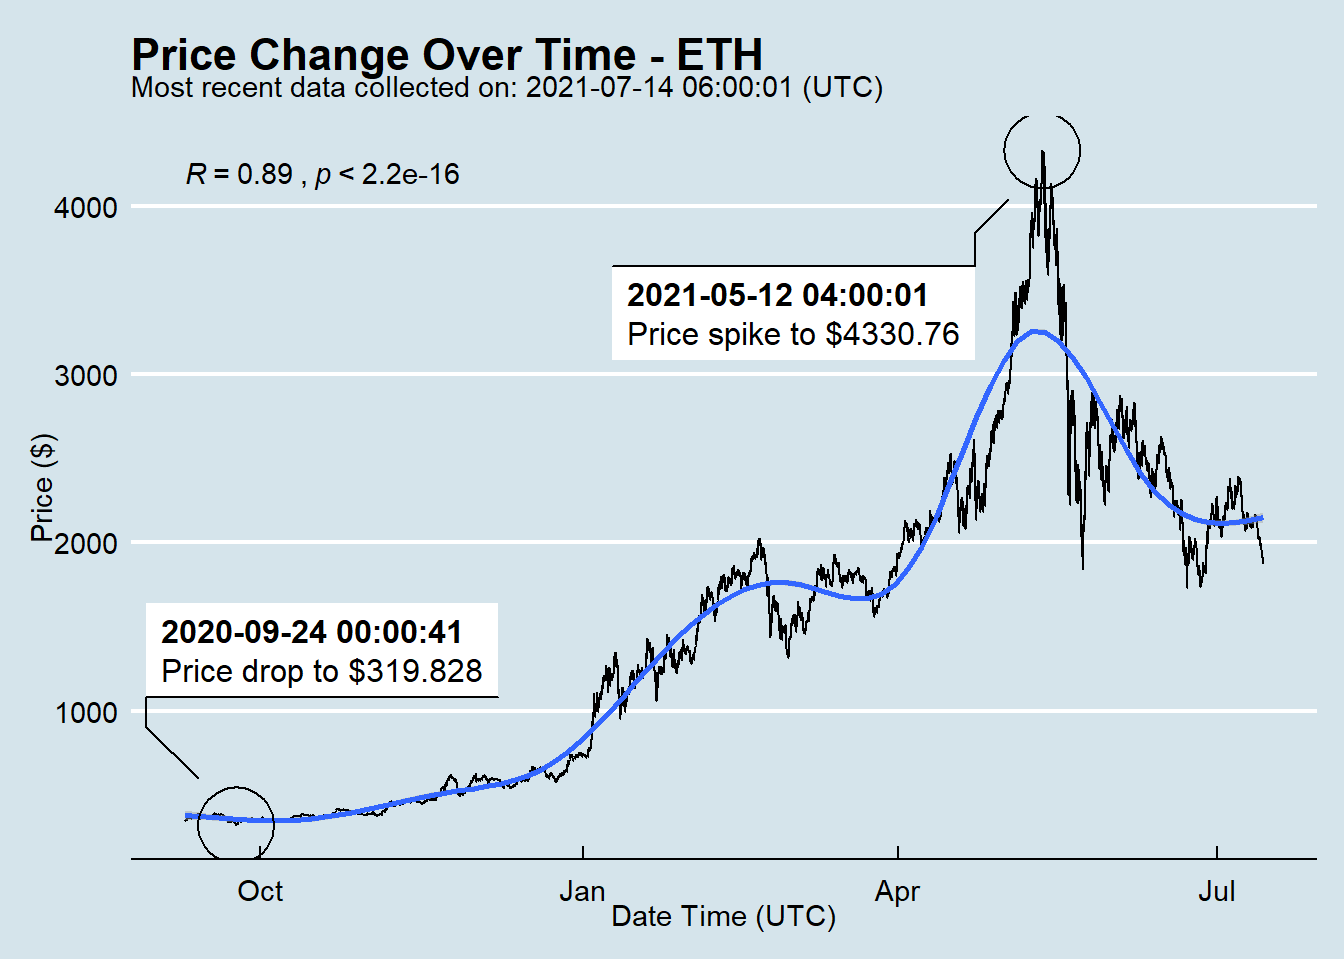 Price Change Over Time - ETH
Most recent data collected on: 2021-07-14 06:00:01 (UTC)
R = 0.89 , p < 2.2e-16
4000
2021-05-12 04:00:01
Price spike to $4330.76
3000
Price ($)
2000
2020-09-24 00:00:41
Price drop to $319.828
1000
Oct Jan Apr Jul
Date Time (UTC)